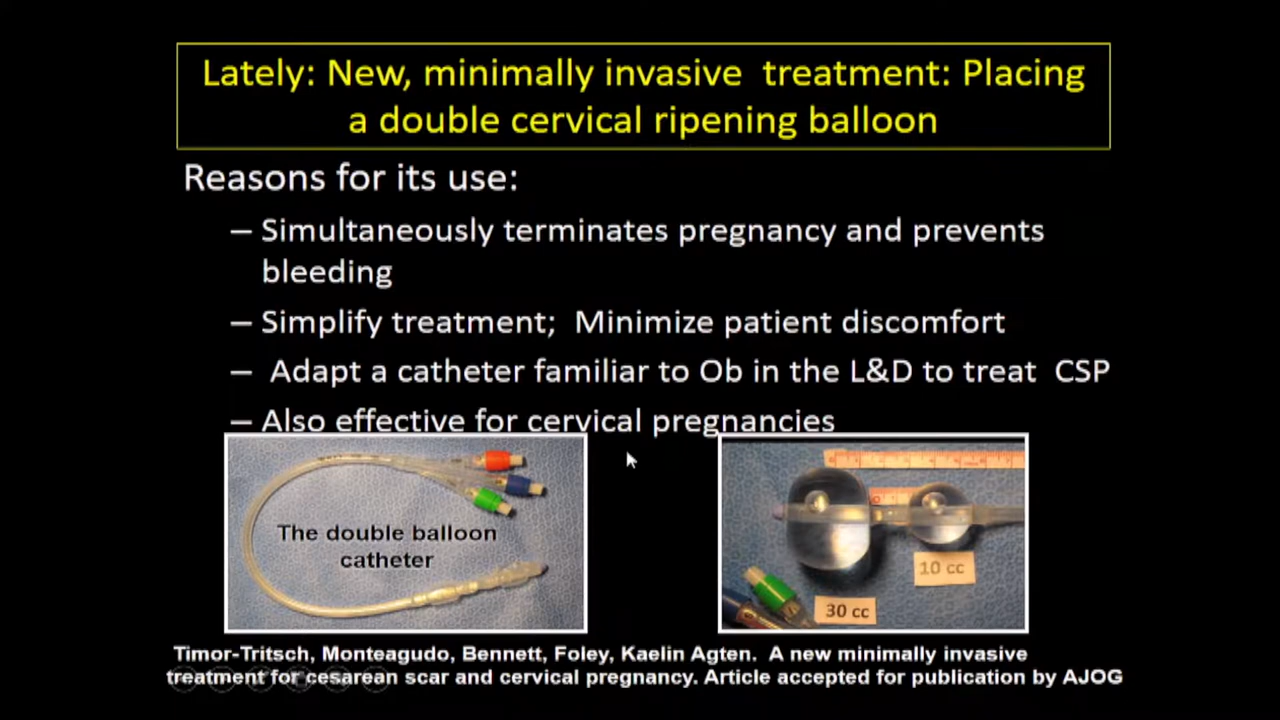 Lately: New, minimally invasive treatment: Placing
a double cervical ripening balloon
Reasons for its use:
– Simultaneously terminates pregnancy and prevents
bleeding
– Simplify treatment; Minimize patient discomfort
– Adapt a catheter familiar to Ob in the L&D to treat CSP
– Also effective for cervical pregnancies
The double balloon
catheter
10 cc
30 cc
Timor-Tritsch, Monteagudo, Bennett, Foley, Kaelin Agten. A new minimally invasive
treatment for cesarean scar and cervical pregnancy. Article accepted for publication by AJOG